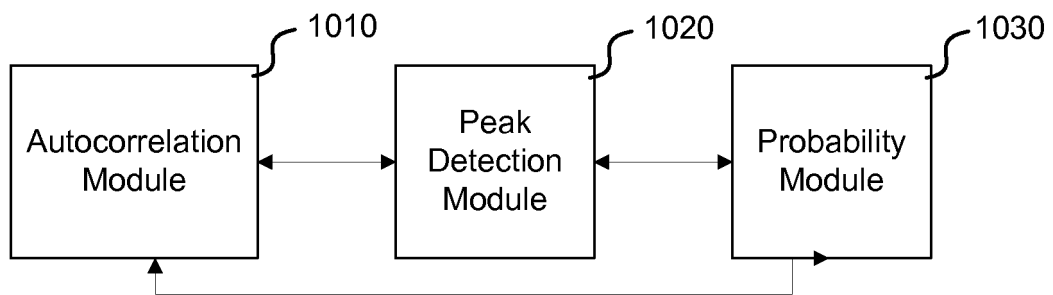 1010
1020
1030
Autocorrelation
Module
Peak
Detection
Module
Probability
Module